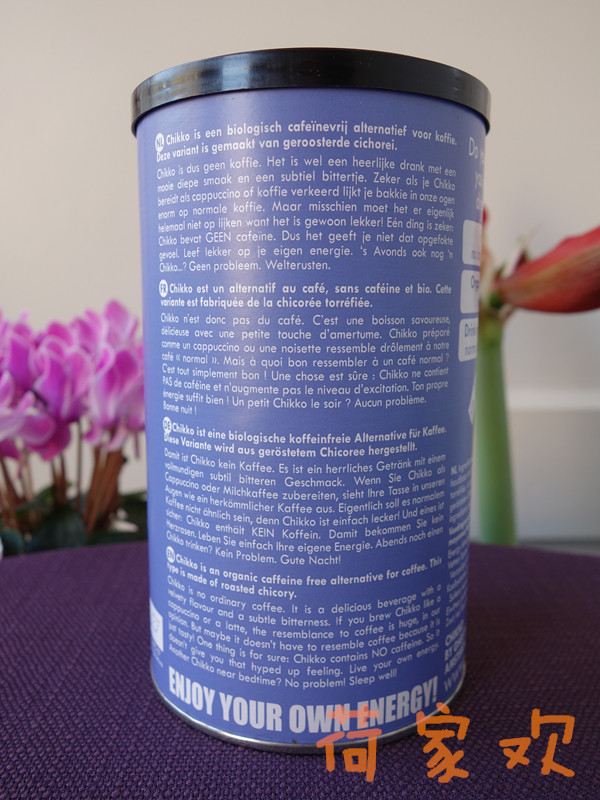 NL Chikko is een biologisch cafeïnevrij alternatief voor koffie.
Deze variant is gemaakt van geroosterde cichorei.
Chikko is dus geen koffie. Het is wel een heerlijke drank met een
mooie diepe smaak en een subtiel bittertje. Zeker als je Chikko
bereidt als cappuccino of koffie verkeerd lijkt je bakkie in onze ogen
enorm op normale koffie. Maar misschien moet het er eigenlijk
helemaal niet op lijken want het is gewoon lekker! Eén ding is zeker:
Chikko bevat GEEN cafeïne. Dus het geeft je niet dat opgefokte
gevoel. Leef lekker op je eigen energie. 's Avonds ook nog 'n
Chikko...? Geen probleem. Welterusten.
FR Chikko est un alternatif au café, sans caféine et bio. Cette
variante est fabriquée de la chicorée torréfiée.
Chikko n'est donc pas du café. C'est une boisson savoureuse,
délicieuse avec une petite touche d'amertume. Chikko préparé
comme un cappuccino ou une noisette ressemble drôlement à notre
café « normal ». Mais à quoi bon ressembler à un café normal ?
C'est tout simplement bon ! Une chose est sûre : Chikko ne contient
PAS de caféine et n'augmente pas le niveau d'excitation. Ton propre
énergie suffit bien ! Un petit Chikko le soir ? Aucun problème.
Bonne nuit !
DE Chikko ist eine biologische koffeinfreie Alternative für Kaffee.
Diese Variante wird aus geröstetem Chicoree hergestellt.
Damit ist Chikko kein Kaffee. Es ist ein herrliches Getränk mit einem
vollmundigen subtil bitteren Geschmack. Wenn Sie Chikko als
Cappuccino oder Milchkaffee zubereiten, sieht Ihre Tasse in unseren
Augen wie ein herkömmlicher Kaffee aus. Eigentlich soll es normalem
Kaffee nicht ähnlich sein, denn Chikko ist einfach lecker! Und eines ist
sicher: Chikko enthält KEIN Koffein. Damit bekommen Sie kein
Herzrasen. Leben Sie einfach Ihre eigene Energie. Abends noch einen
Chikko trinken? Kein Problem. Gute Nacht!
EN Chikko is an organic caffeine free alternative for coffee. This
type is made of roasted chicory.
Chikko is no ordinary coffee. It is a delicious beverage with a
velvety flavour and a subtle bitterness. If you brew Chikko like a
cappuccino or a latte, the resemblance to coffee is huge, in our
opinion. But maybe it doesn't have to resemble coffee because it is
just tasty! One thing is for sure: Chikko contains NO caffeine. So it
doesn't give you that hyped up feeling. Live your own energy.
Another Chikko near bedtime? No problem! Sleep well!
ENJOY YOUR OWN ENERGY!
荷家欢